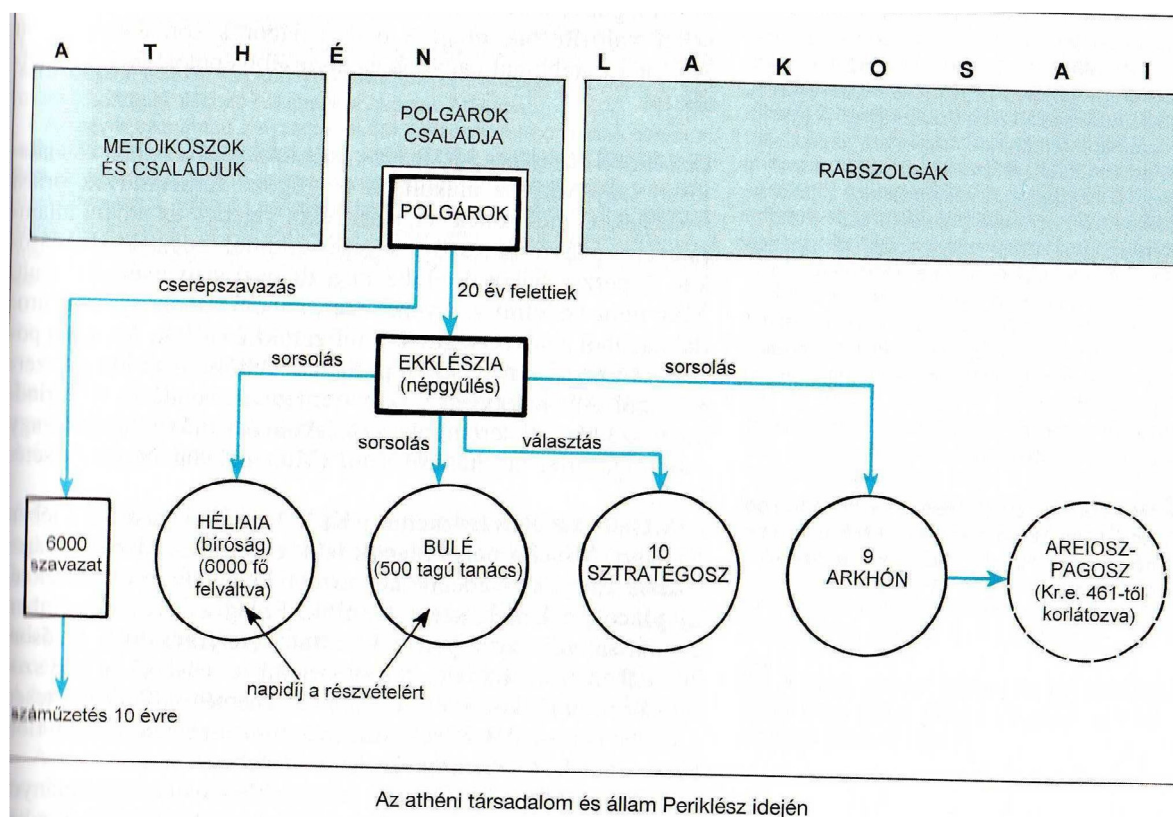 ATHÉN LAKOSAI
METOIKOSZOK
ÉS CSALÁDJUK
POLGÁROK
CSALÁDJA
POLGÁROK
RABSZOLGÁK
cserépszavazás
20 év felettiek
sorsolás
EKKLÉSZIA
(népgyűlés)
sorsolás
sorsolás
választás
6000
szavazat
HÉLIAIA
(bíróság)
(6000 fő
felváltva)
BULÉ
(500 tagú tanács)
10
SZTRATÉGOSZ
9
ARKHÓN
AREIOSZ-
PAGOSZ
(Kr.e. 461-től
korlátozva)
napidíj a részvételért
száműzetés 10 évre
Az athéni társadalom és állam Periklész idején